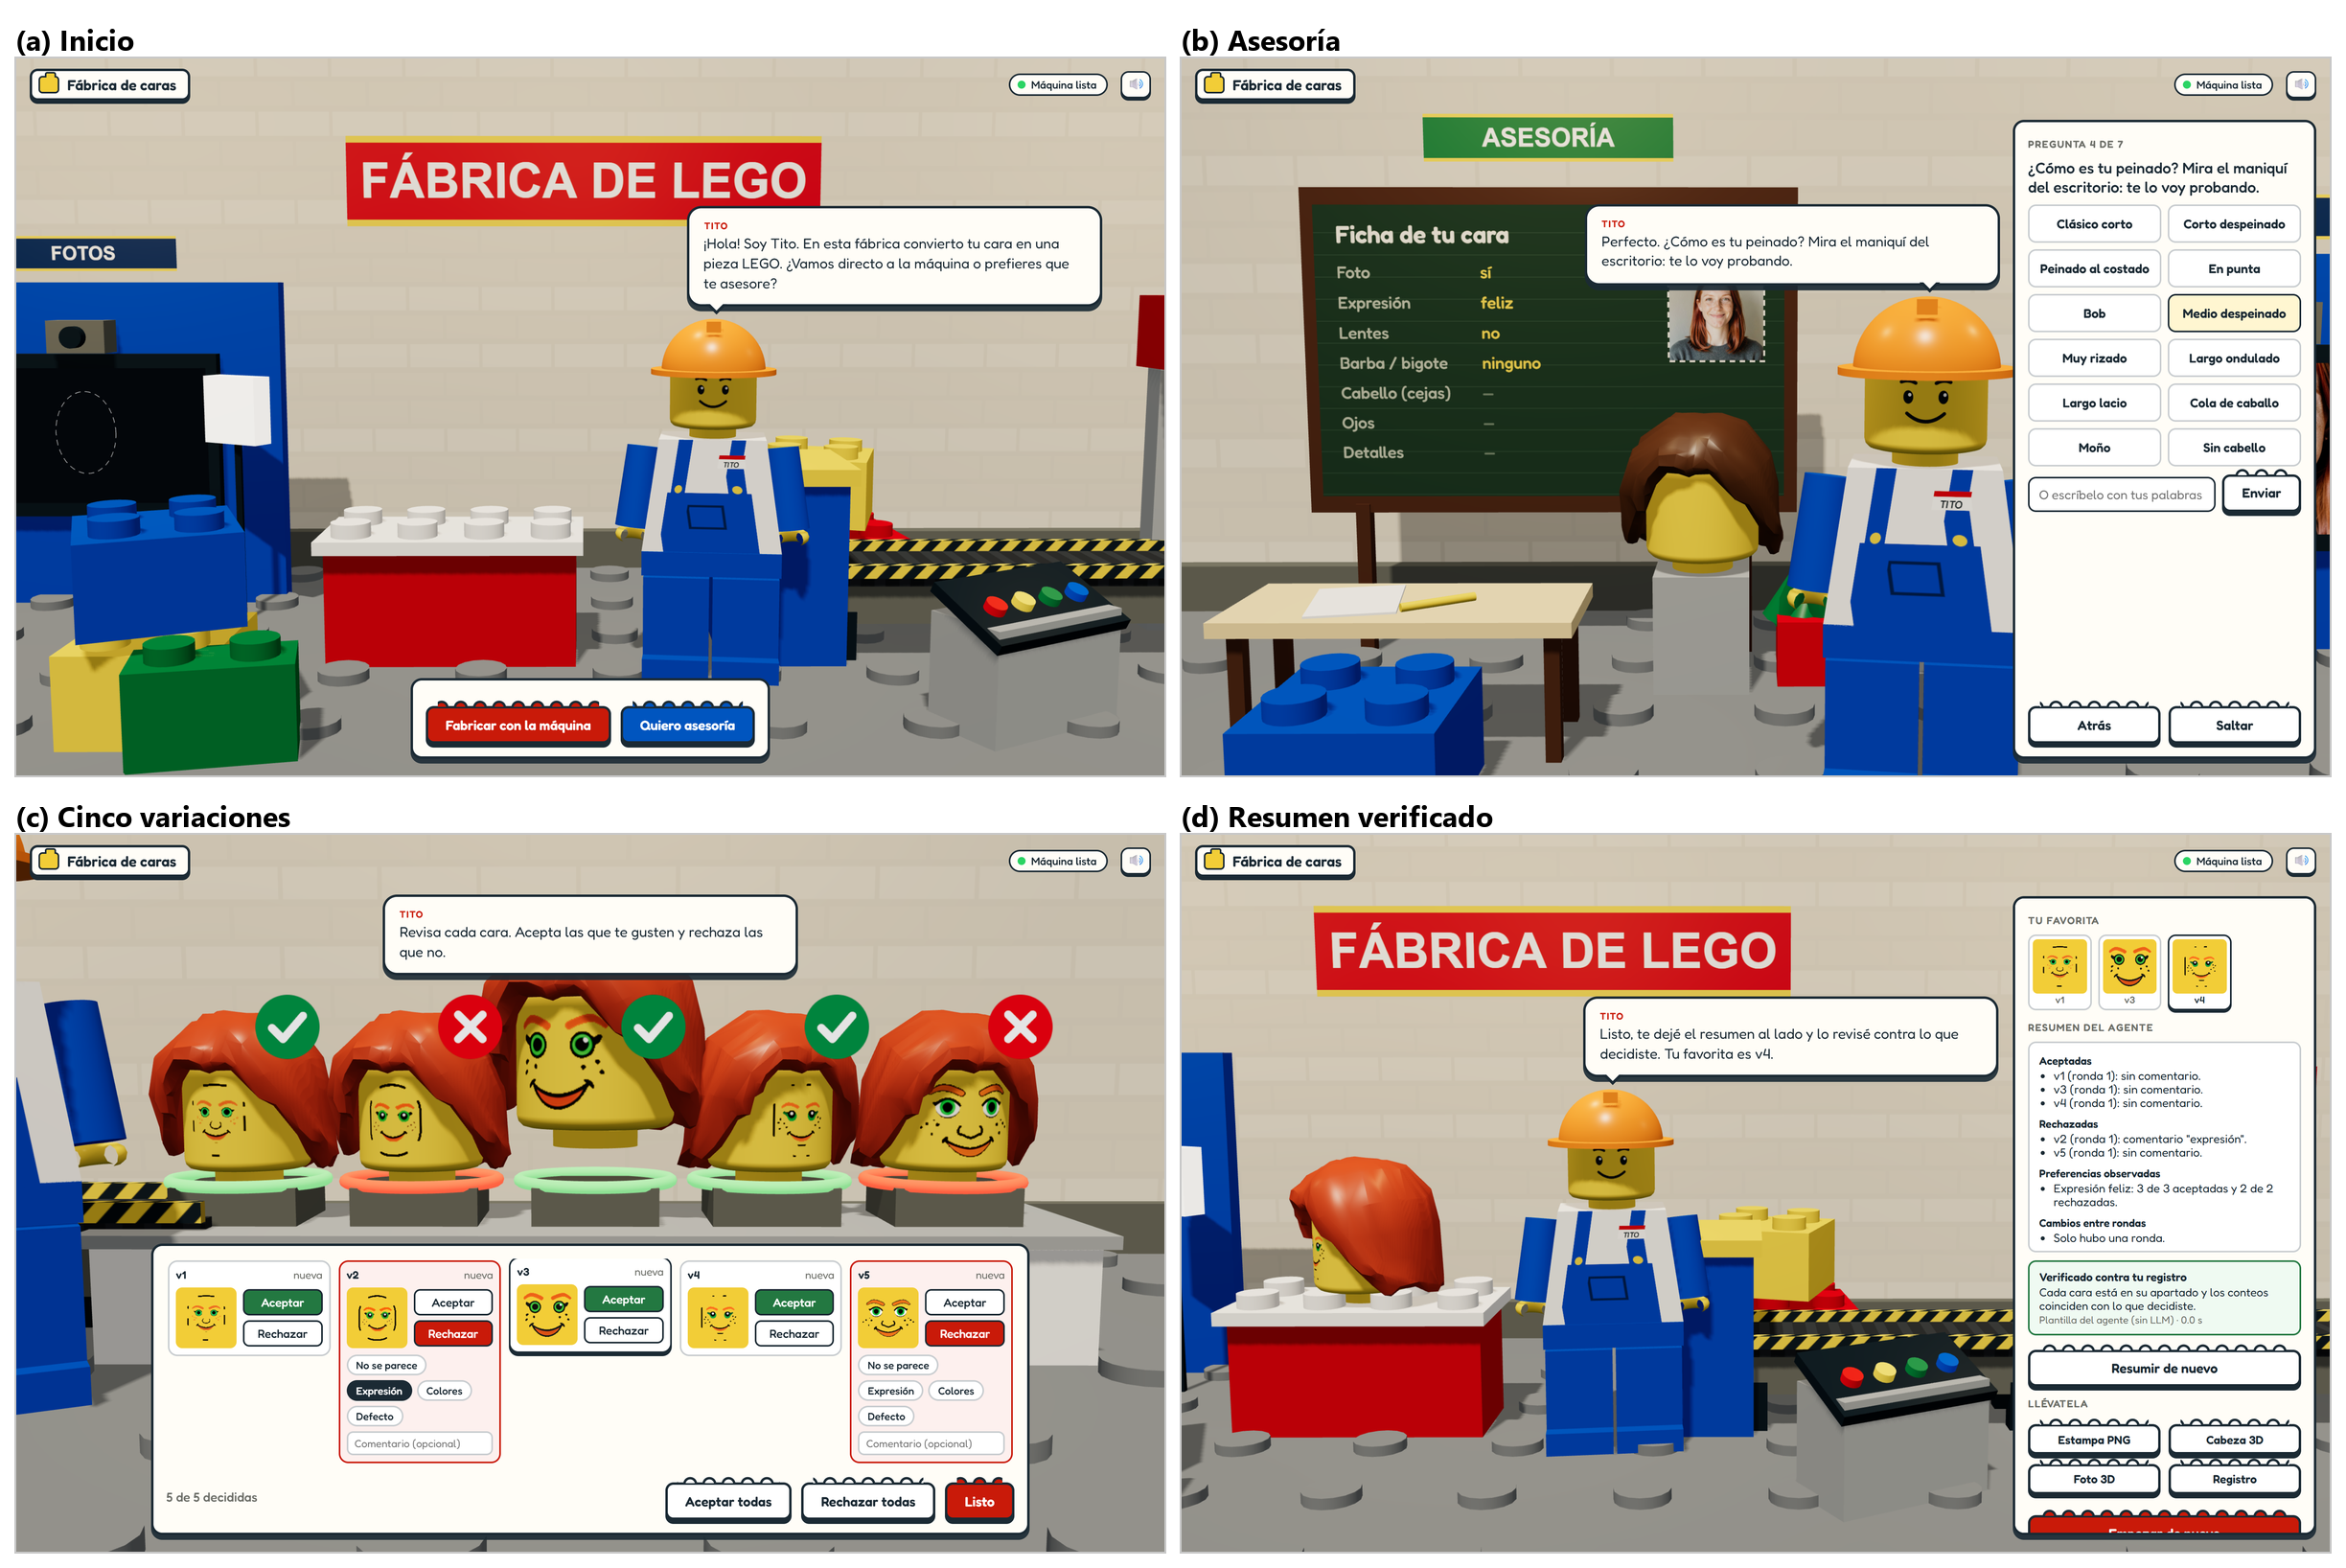 (a) Inicio
Fábrica de caras
Máquina lista
FÁBRICA DE LEGO
FOTOS
TITO
¡Hola! Soy Tito. En esta fábrica convierto tu cara en una
pieza LEGO. ¿Vamos directo a la máquina o prefieres que
te asesore?
TITO
Fabricar con la máquina
Quiero asesoría
(b) Asesoría
Fábrica de caras
Máquina lista
ASESORÍA
Ficha de tu cara
Foto sí
Expresión feliz
Lentes no
Barba / bigote ninguno
Cabello (cejas) –
Ojos –
Detalles –
TITO
Perfecto. ¿Cómo es tu peinado? Mira el maniquí del
escritorio: te lo voy probando.
TITO
PREGUNTA 4 DE 7
¿Cómo es tu peinado? Mira el maniquí
del escritorio: te lo voy probando.
Clásico corto Corto despeinado
Peinado al costado En punta
Bob Medio despeinado
Muy rizado Largo ondulado
Largo lacio Cola de caballo
Moño Sin cabello
O escríbelo con tus palabras Enviar
Atrás Saltar
(c) Cinco variaciones
Fábrica de caras
Máquina lista
TITO
Revisa cada cara. Acepta las que te gusten y rechaza las
que no.
v1 nueva
Aceptar
Rechazar
v2 nueva
Aceptar
Rechazar
No se parece
Expresión Colores
Defecto
Comentario (opcional)
v3 nueva
Aceptar
Rechazar
v4 nueva
Aceptar
Rechazar
v5 nueva
Aceptar
Rechazar
No se parece
Expresión Colores
Defecto
Comentario (opcional)
5 de 5 decididas
Aceptar todas Rechazar todas Listo
(d) Resumen verificado
Fábrica de caras
Máquina lista
FÁBRICA DE LEGO
TITO
Listo, te dejé el resumen al lado y lo revisé contra lo que
decidiste. Tu favorita es v4.
TITO
TU FAVORITA
v1 v3 v4
RESUMEN DEL AGENTE
Aceptadas
• v1 (ronda 1): sin comentario.
• v3 (ronda 1): sin comentario.
• v4 (ronda 1): sin comentario.
Rechazadas
• v2 (ronda 1): comentario "expresión".
• v5 (ronda 1): sin comentario.
Preferencias observadas
• Expresión feliz: 3 de 3 aceptadas y 2 de 2
rechazadas.
Cambios entre rondas
• Solo hubo una ronda.
Verificado contra tu registro
Cada cara está en su apartado y los conteos
coinciden con lo que decidiste.
Plantilla del agente (sin LLM) · 0.0 s
Resumir de nuevo
LLÉVATELA
Estampa PNG Cabeza 3D
Foto 3D Registro